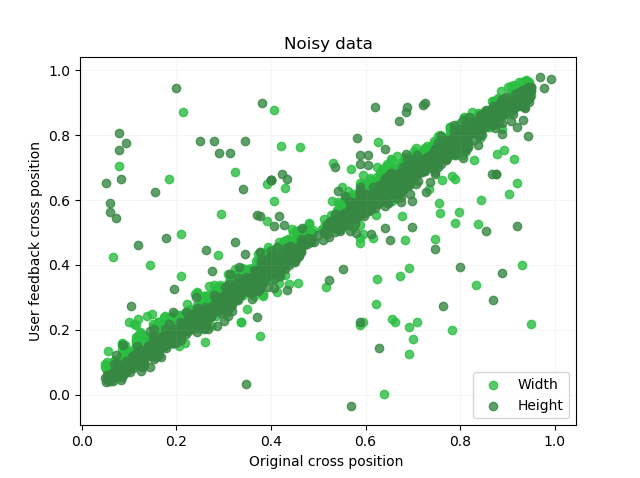 Noisy data
User feedback cross position
1.0
0.8
0.6
0.4
0.2
0.0
0.0 0.2 0.4 0.6 0.8 1.0
Original cross position
Width
Height